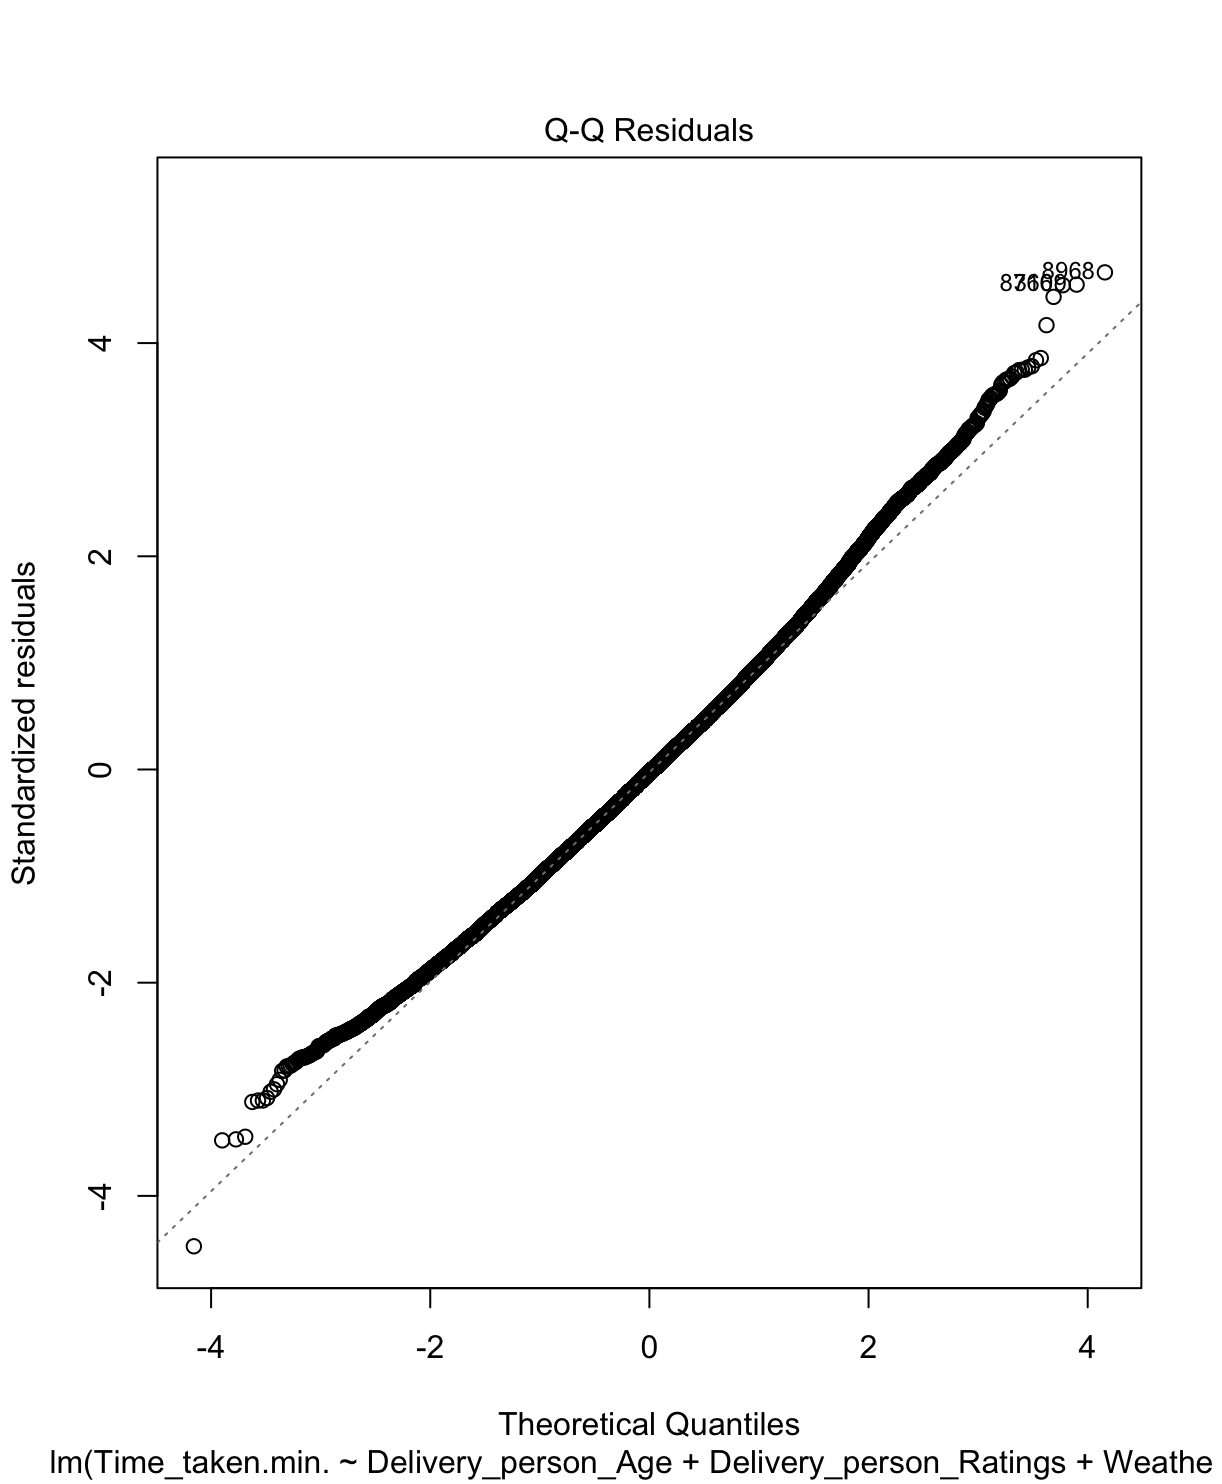 Q-Q Residuals
8968
4
2
0
-2
-4
Standardized residuals
-4 -2 0 2 4
Theoretical Quantiles
lm(Time_taken.min. ~ Delivery_person_Age + Delivery_person_Ratings + Weathe